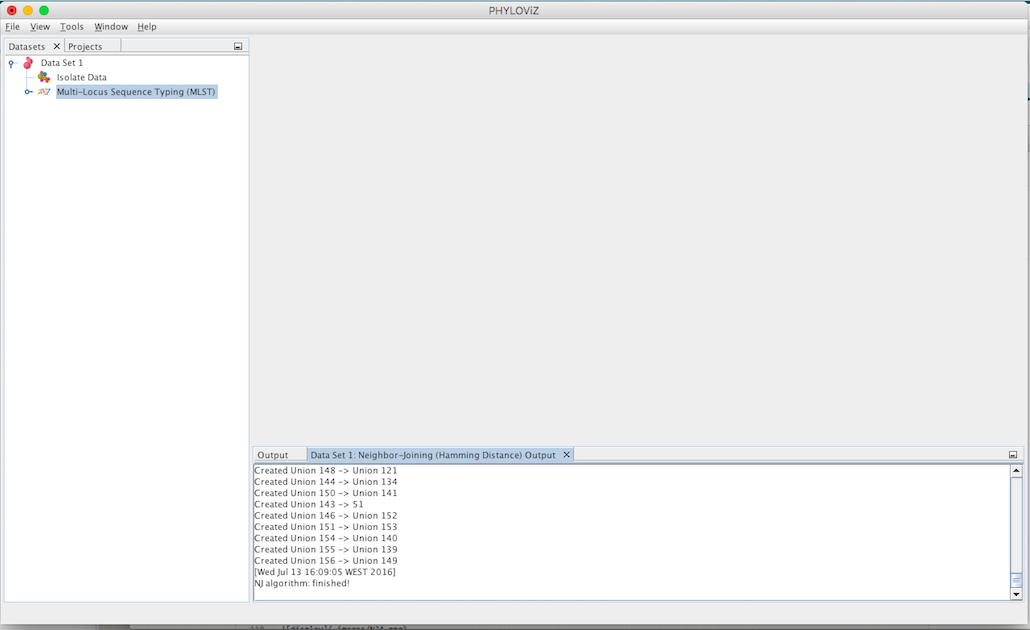 PHYLOViZ
File View Tools Window Help
Datasets Projects
Data Set 1
Isolate Data
Multi-Locus Sequence Typing (MLST)
Output Data Set 1: Neighbor-Joining (Hamming Distance) Output
Created Union 148 -> Union 121
Created Union 144 -> Union 134
Created Union 150 -> Union 141
Created Union 143 -> 51
Created Union 146 -> Union 152
Created Union 151 -> Union 153
Created Union 154 -> Union 140
Created Union 155 -> Union 139
Created Union 156 -> Union 149
[Wed Jul 13 16:09:05 WEST 2016]
NJ algorithm: finished!